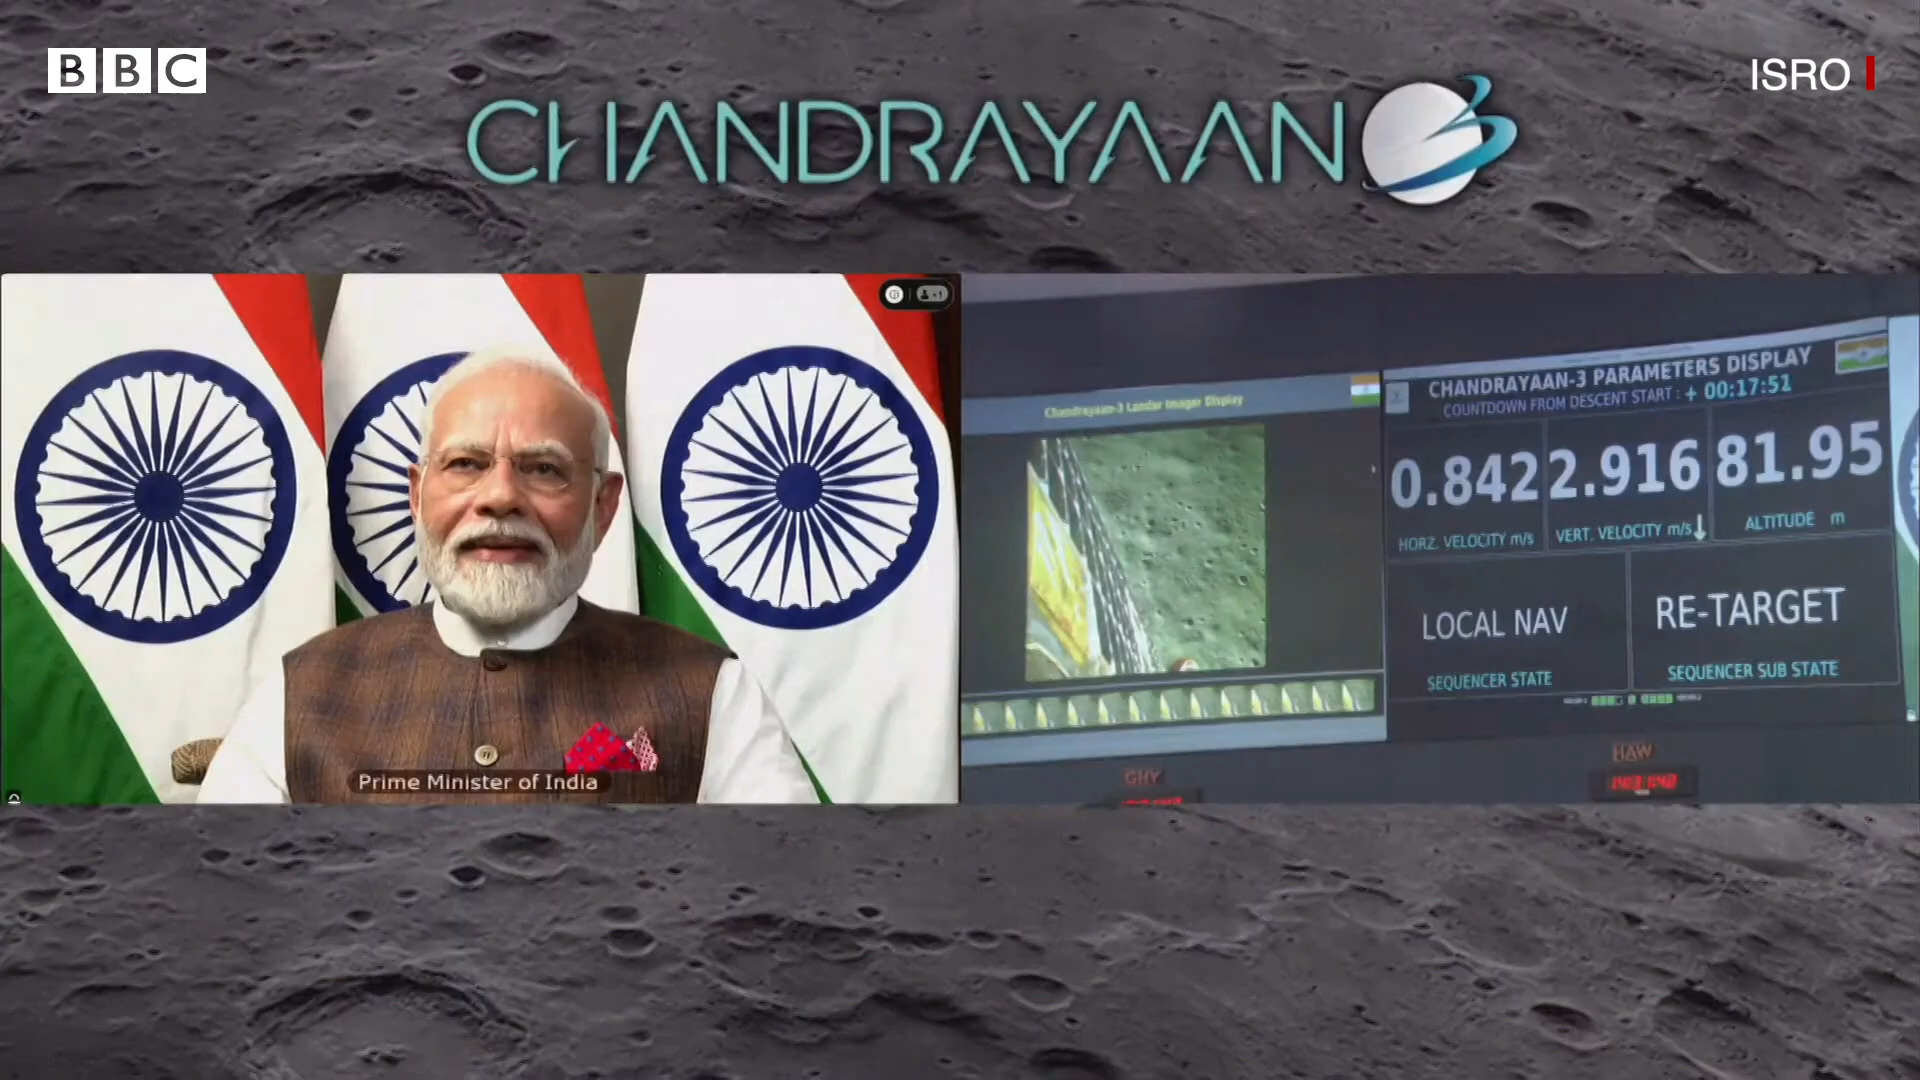 BBC
ISRO
CHANDRAYAAN 3
Prime Minister of India
+1
Chandrayaan-3 Lander Imager Display
CHANDRAYAAN-3 PARAMETERS DISPLAY
COUNTDOWN FROM DESCENT START : + 00:17:51
0.842 2.916 81.95
HORZ. VELOCITY m/s VERT. VELOCITY m/s ALTITUDE m
LOCAL NAV RE-TARGET
SEQUENCER STATE SEQUENCER SUB STATE
GHY HAW